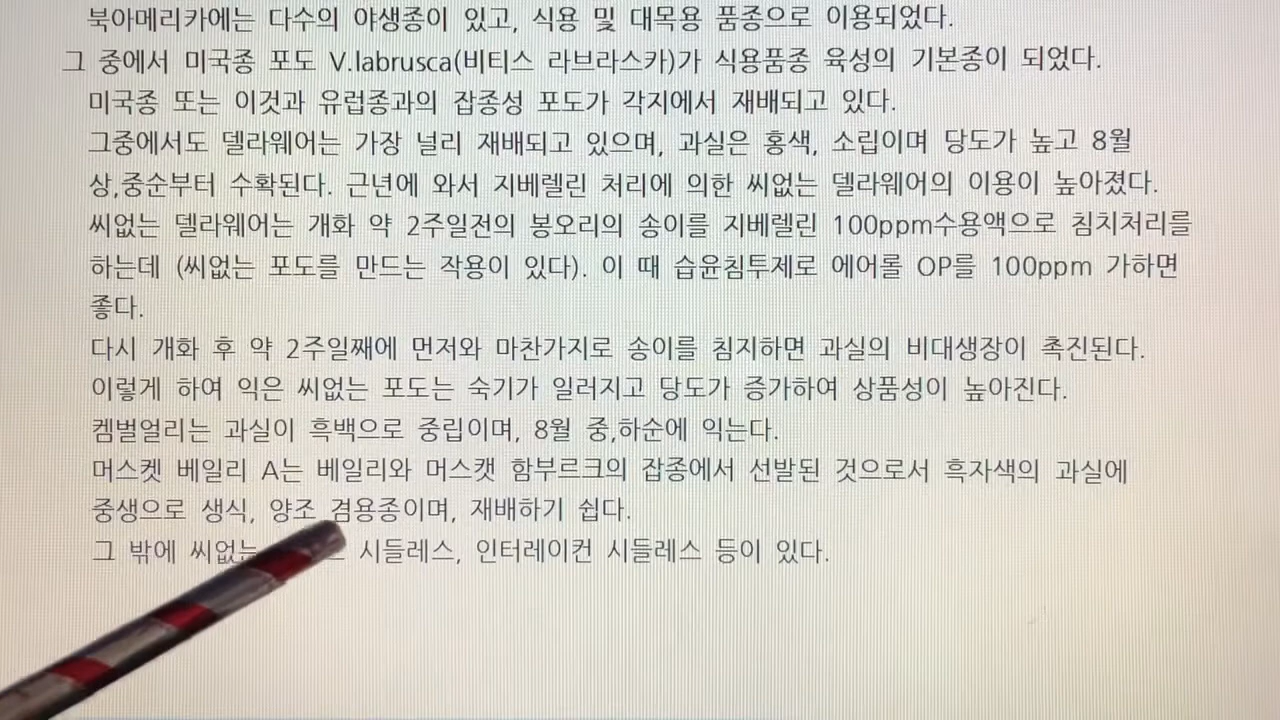 북아메리카에는 다수의 야생종이 있고, 식용 및 대목용 품종으로 이용되었다.
그 중에서 미국종 포도 V.labrusca(비티스 라브라스카)가 식용품종 육성의 기본종이 되었다.
미국종 또는 이것과 유럽종과의 잡종성 포도가 각지에서 재배되고 있다.
그중에서도 델라웨어는 가장 널리 재배되고 있으며, 과실은 홍색, 소립이며 당도가 높고 8월
상,중순부터 수확된다. 근년에 와서 지베렐린 처리에 의한 씨없는 델라웨어의 이용이 높아졌다.
씨없는 델라웨어는 개화 약 2주일전의 봉오리의 송이를 지베렐린 100ppm수용액으로 침치처리를
하는데 (씨없는 포도를 만드는 작용이 있다). 이 때 습윤침투제로 에어롤 OP를 100ppm 가하면
좋다.
다시 개화 후 약 2주일째에 먼저와 마찬가지로 송이를 침지하면 과실의 비대생장이 촉진된다.
이렇게 하여 익은 씨없는 포도는 숙기가 일러지고 당도가 증가하여 상품성이 높아진다.
켐벌얼리는 과실이 흑백으로 중립이며, 8월 중,하순에 익는다.
머스켓 베일리 A는 베일리와 머스캣 함부르크의 잡종에서 선발된 것으로서 흑자색의 과실에
중생으로 생식, 양조 겸용종이며, 재배하기 쉽다.
그 밖에 씨없는 시들레스, 인터레이컨 시들레스 등이 있다.